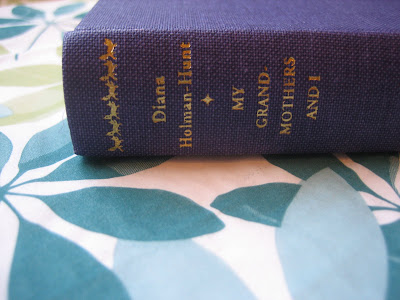 Diana
Holman-Hunt
MY
GRAND-
MOTHERS
AND I